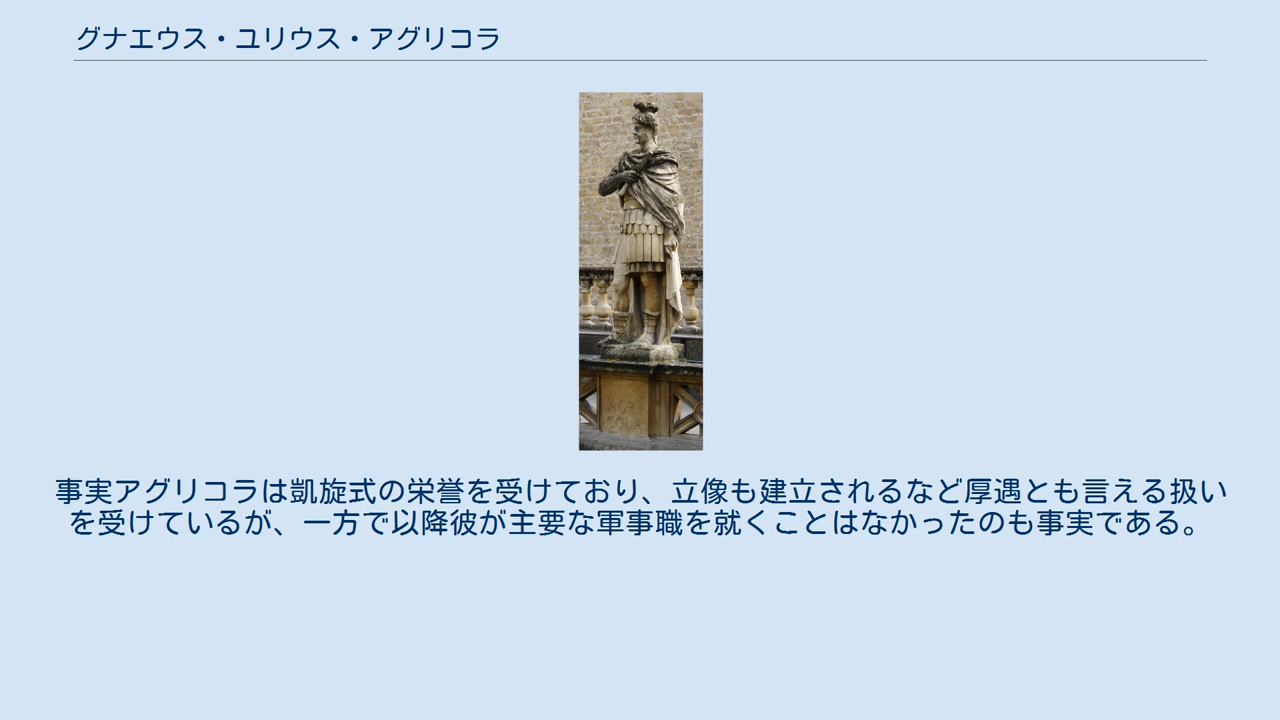 グナエウス・ユリウス・アグリコラ
事実アグリコラは凱旋式の栄誉を受けており、立像も建立されるなど厚遇とも言える扱い
を受けているが、一方で以降彼が主要な軍事職を就くことはなかったのも事実である。